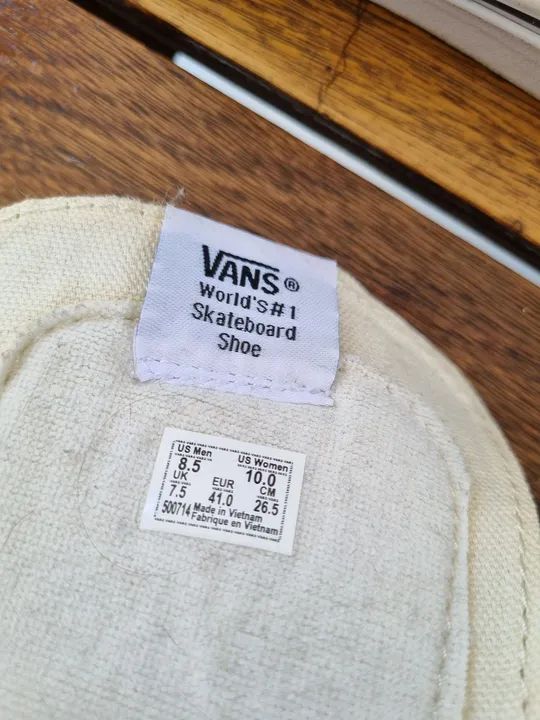 VANS®
World's#1
Skateboard
Shoe
US Men US Women
8.5 10.0
UK EUR CM
7.5 41.0 26.5
500714 Made in Vietnam
Fabrique en Vietnam